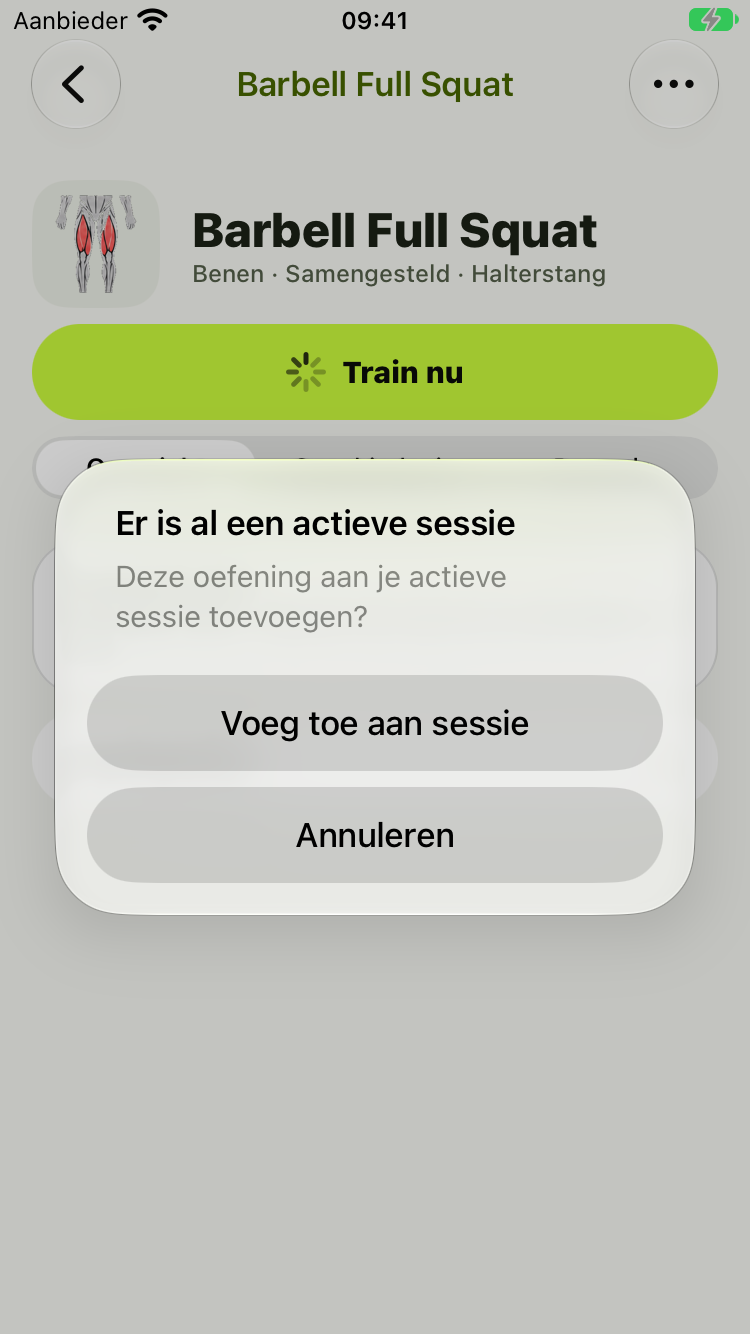 Aanbieder 09:41
Barbell Full Squat
Barbell Full Squat
Benen · Samengesteld · Halterstang
Train nu
Er is al een actieve sessie
Deze oefening aan je actieve
sessie toevoegen?
Voeg toe aan sessie
Annuleren